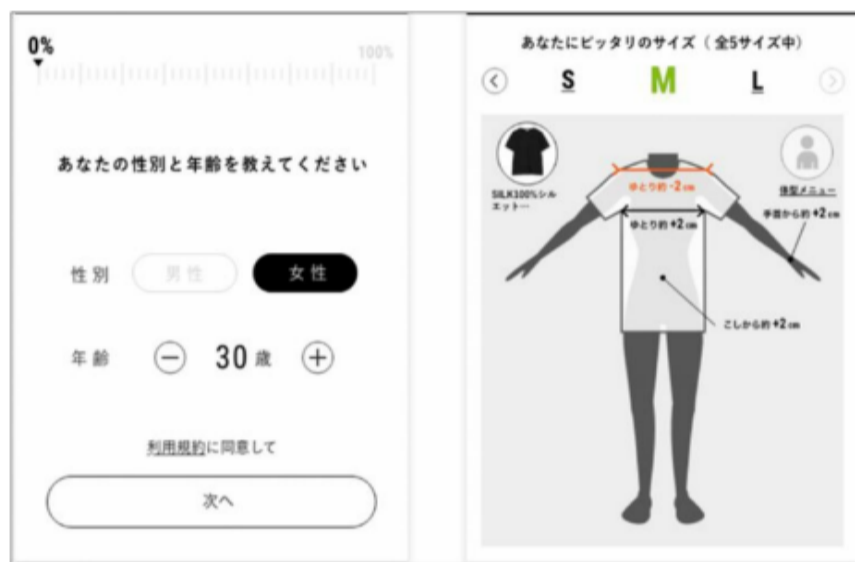 0%
100%
あなたの性別と年齢を教えてください
性別 男性 女性
年齢 30歳
利用規約に同意して
次へ
あなたにピッタリのサイズ（全5サイズ中）
S M L
SILK100%シル
エット…
ゆとり約 -2cm
体型メニュー
手首から約 +2cm
ゆとり約 +2cm
こしから約 +2cm